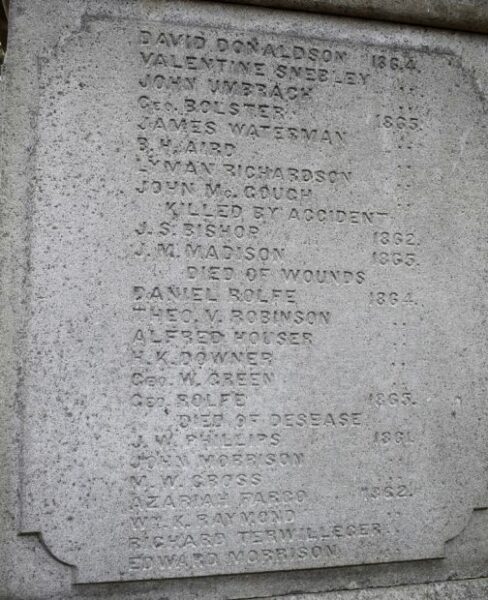 DAVID DONALDSON 1864.
VALENTINE SNEBLEY ..
JOHN UMBRACH ..
GEO. BOLSTER 1865.
JAMES WATERMAN ..
B. H. AIRD ..
LYMAN RICHARDSON ..
JOHN Mc. GOUGH ..
KILLED BY ACCIDENT
J. S. BISHOP 1862.
J. M. MADISON 1865.
DIED OF WOUNDS
DANIEL ROLFE 1864.
THEO. V. ROBINSON ..
ALFRED HOUSER ..
H. K. DOWNER ..
GEO. W. GREEN ..
GEO. ROLFE 1865.
DIED OF DESEASE
J. W. PHILLIPS 1861.
JOHN MORRISON ..
M. W. CROSS ..
AZARIAH FARGO 1862.
WM. K. RAYMOND ..
RICHARD TERWILLEGER ..
EDWARD MORRISON ..